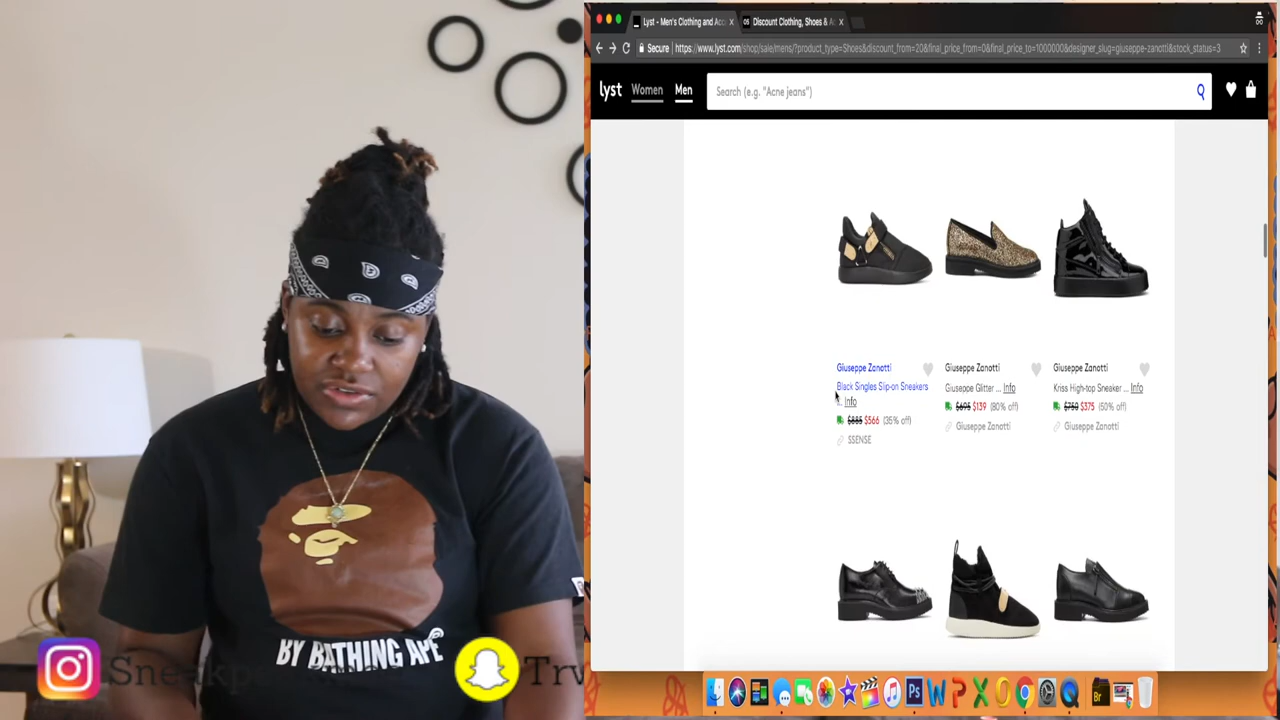 Lyst - Men's Clothing and Acc
Discount Clothing, Shoes & A
Secure https://www.lyst.com/shop/sale/mens/?product_type=Shoes&discount_from=20&final_price_from=0&final_price_to=1000000&designer_slug=giuseppe-zanotti&stock_status=3
lyst Women Men Search (e.g. "Acne jeans")
Giuseppe Zanotti
Black Singles Slip-on Sneakers
... Info
$885 $566 (35% off)
SSENSE
Giuseppe Zanotti
Giuseppe Glitter ... Info
$695 $139 (80% off)
Giuseppe Zanotti
Giuseppe Zanotti
Kriss High-top Sneaker ... Info
$750 $375 (50% off)
Giuseppe Zanotti
BY BATHING APE
Trv